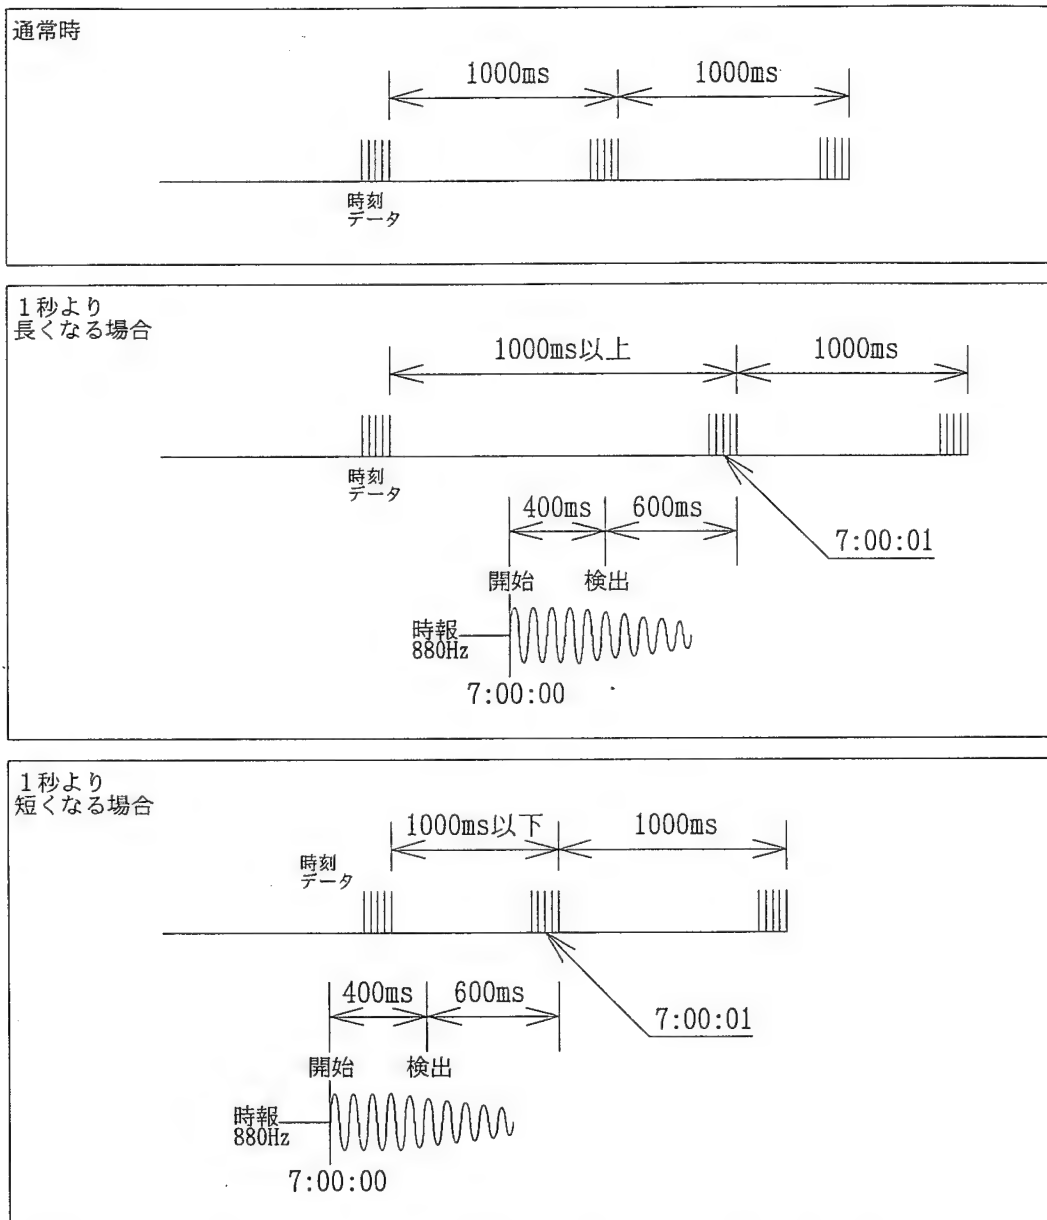 通常時
1000ms
1000ms
時刻
データ
1秒より
長くなる場合
1000ms以上
1000ms
時刻
データ
400ms
600ms
7:00:01
開始
検出
時報
880Hz
7:00:00
1秒より
短くなる場合
1000ms以下
1000ms
時刻
データ
400ms
600ms
7:00:01
開始
検出
時報
880Hz
7:00:00